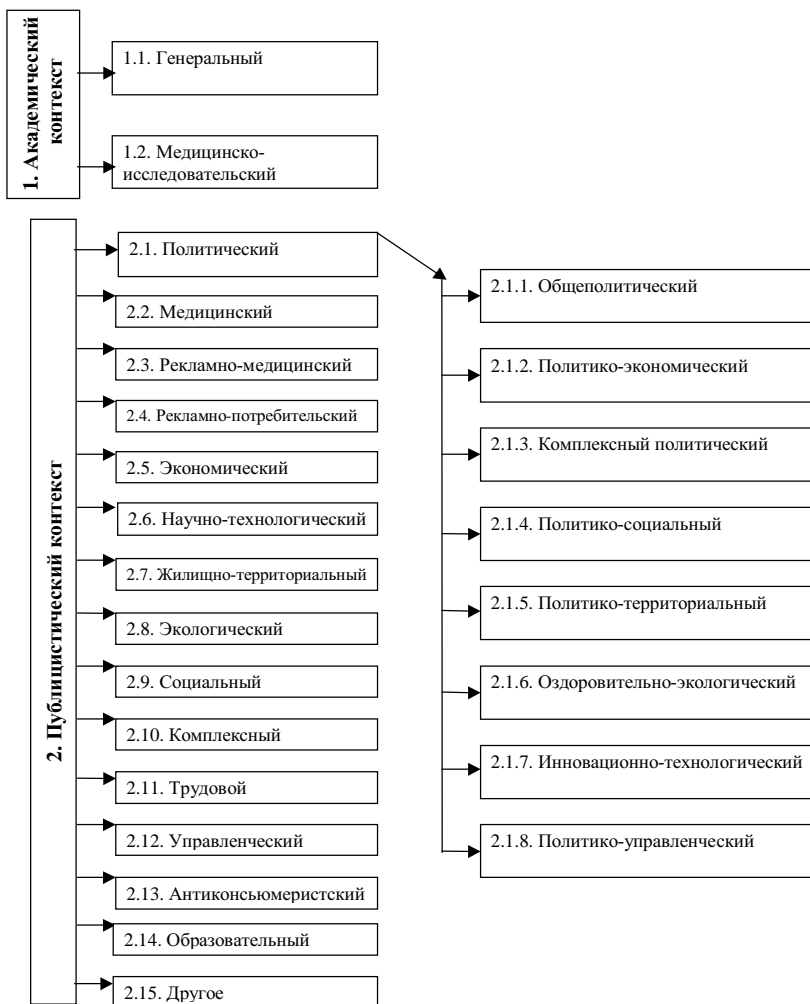 1. Академический
контекст
1.1. Генеральный
1.2. Медицинско-
исследовательский
2. Публицистический контекст
2.1. Политический
2.2. Медицинский
2.3. Рекламно-медицинский
2.4. Рекламно-потребительский
2.5. Экономический
2.6. Научно-технологический
2.7. Жилищно-территориальный
2.8. Экологический
2.9. Социальный
2.10. Комплексный
2.11. Трудовой
2.12. Управленческий
2.13. Антиконсьюмеристский
2.14. Образовательный
2.15. Другое
2.1.1. Общеполитический
2.1.2. Политико-экономический
2.1.3. Комплексный политический
2.1.4. Политико-социальный
2.1.5. Политико-территориальный
2.1.6. Оздоровительно-экологический
2.1.7. Инновационно-технологический
2.1.8. Политико-управленческий